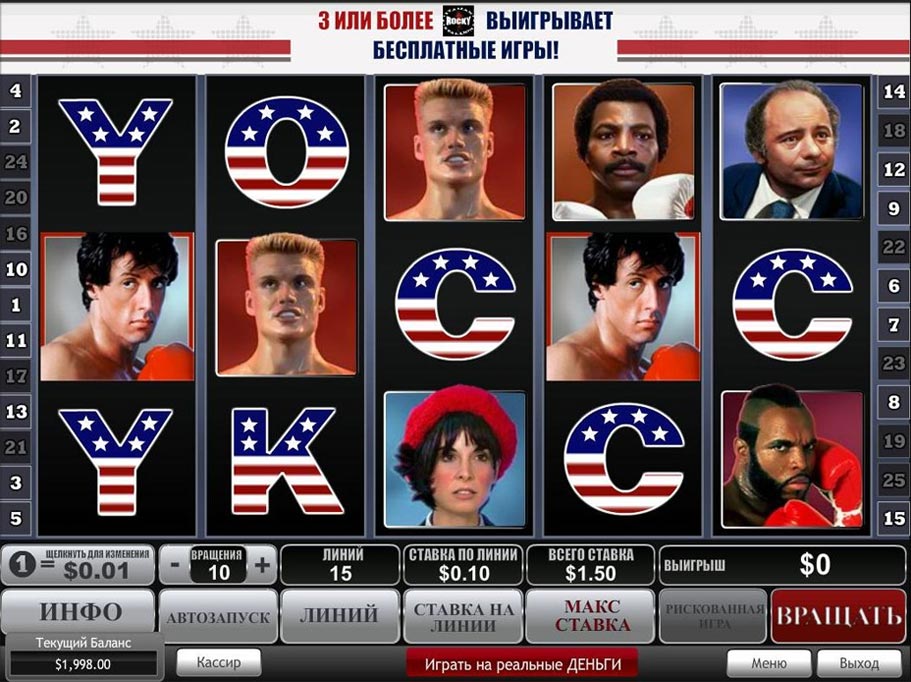 3 ИЛИ БОЛЕЕ ROCKY ВЫИГРЫВАЕТ
БЕСПЛАТНЫЕ ИГРЫ!
4 14
2 18
24 12
20 9
16 22
10 6
1 7
11 23
17 8
13 19
21 25
3 15
5
Y O
C C
Y K C
1 = ЩЕЛКНУТЬ ДЛЯ ИЗМЕНЕНИЯ $0.01
- ВРАЩЕНИЯ 10 +
ЛИНИЙ 15
СТАВКА ПО ЛИНИИ $0.10
ВСЕГО СТАВКА $1.50
ВЫИГРЫШ $0
ИНФО
АВТОЗАПУСК
ЛИНИЙ
СТАВКА НА
ЛИНИИ
МАКС
СТАВКА
РИСКОВАННАЯ
ИГРА
ВРАЩАТЬ
Текущий Баланс
$1,998.00
Кассир
Играть на реальные ДЕНЬГИ
Меню
Выход